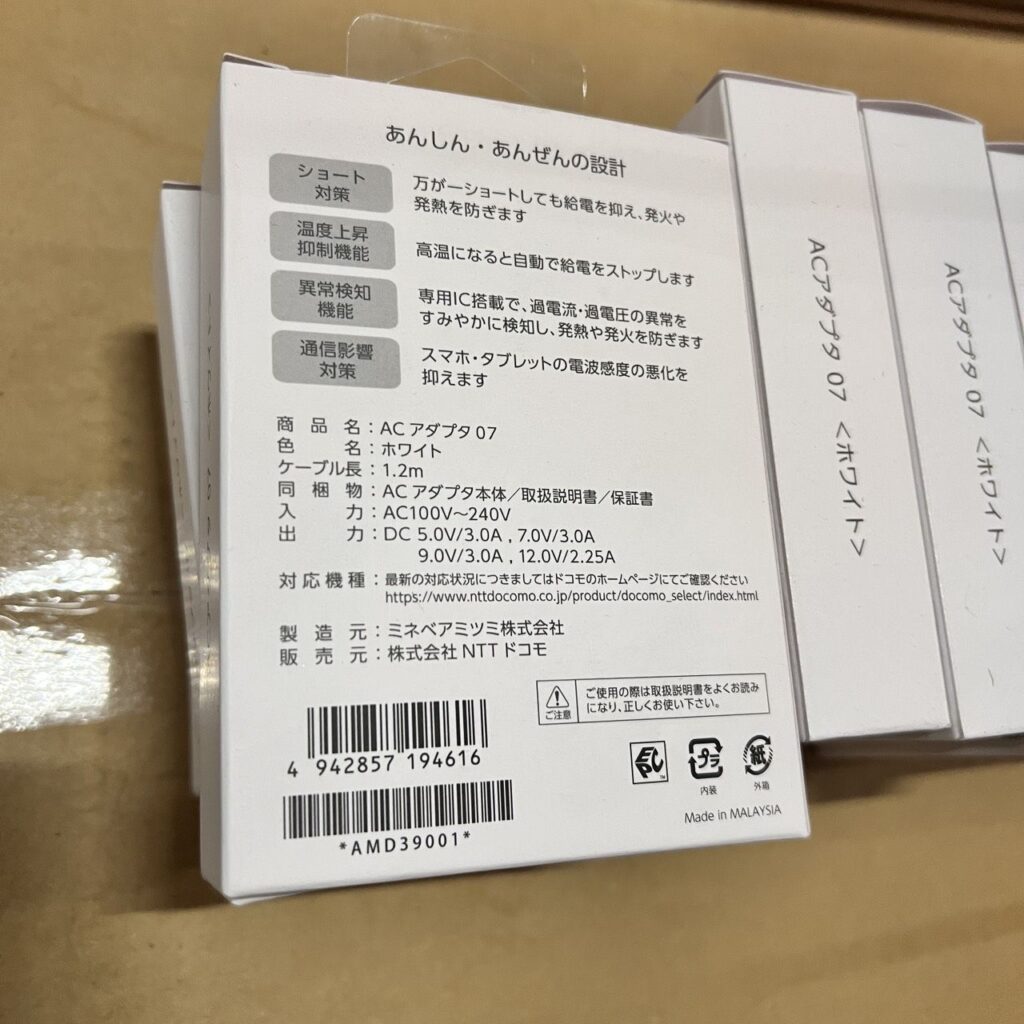 あんしん・あんぜんの設計
ショート
対策
万が一ショートしても給電を抑え、発火や
発熱を防ぎます
温度上昇
抑制機能
高温になると自動で給電をストップします
異常検知
機能
専用IC搭載で、過電流・過電圧の異常を
すみやかに検知し、発熱や発火を防ぎます
通信影響
対策
スマホ・タブレットの電波感度の悪化を
抑えます
商品名：AC アダプタ 07
色名：ホワイト
ケーブル長：1.2m
同梱物：AC アダプタ本体／取扱説明書／保証書
入力：AC100V～240V
出力：DC 5.0V/3.0A , 7.0V/3.0A
9.0V/3.0A , 12.0V/2.25A
対応機種：最新の対応状況につきましてはドコモのホームページにてご確認ください
https://www.nttdocomo.co.jp/product/docomo_select/index.html
製造元：ミネベアミツミ株式会社
販売元：株式会社 NTT ドコモ
ご注意
ご使用の際は取扱説明書をよくお読み
になり、正しくお使い下さい。
4 942857 194616
*AMD39001*
プラ
内装
紙
外箱
Made in MALAYSIA
ACアダプタ 07 ＜ホワイト＞
ACアダプタ 07 ＜ホワイト＞